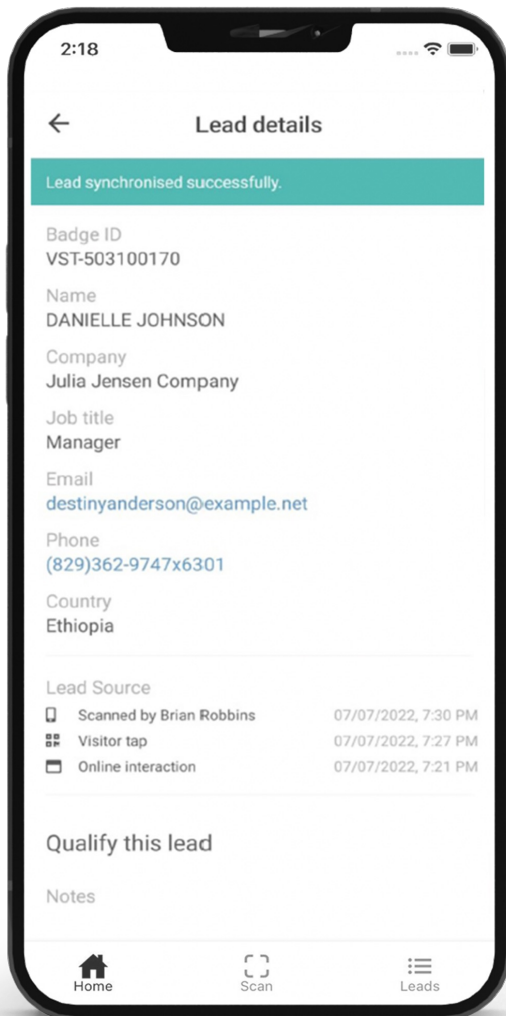 2:18
Lead details
Lead synchronised successfully.
Badge ID
VST-503100170
Name
DANIELLE JOHNSON
Company
Julia Jensen Company
Job title
Manager
Email
destinyanderson@example.net
Phone
(829)362-9747x6301
Country
Ethiopia
Lead Source
Scanned by Brian Robbins 07/07/2022, 7:30 PM
Visitor tap 07/07/2022, 7:27 PM
Online interaction 07/07/2022, 7:21 PM
Qualify this lead
Notes
Home Scan Leads